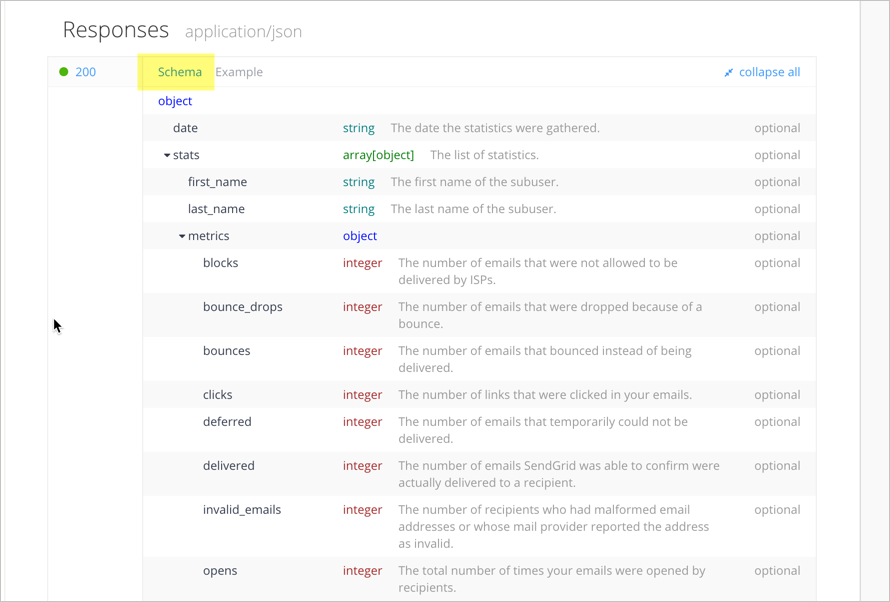 Responses application/json
200 Schema Example collapse all
object
date string The date the statistics were gathered. optional
stats array[object] The list of statistics. optional
first_name string The first name of the subuser. optional
last_name string The last name of the subuser. optional
metrics object optional
blocks integer The number of emails that were not allowed to be optional
delivered by ISPs.
bounce_drops integer The number of emails that were dropped because of a optional
bounce.
bounces integer The number of emails that bounced instead of being optional
delivered.
clicks integer The number of links that were clicked in your emails. optional
deferred integer The number of emails that temporarily could not be optional
delivered.
delivered integer The number of emails SendGrid was able to confirm were optional
actually delivered to a recipient.
invalid_emails integer The number of recipients who had malformed email optional
addresses or whose mail provider reported the address
as invalid.
opens integer The total number of times your emails were opened by optional
recipients.